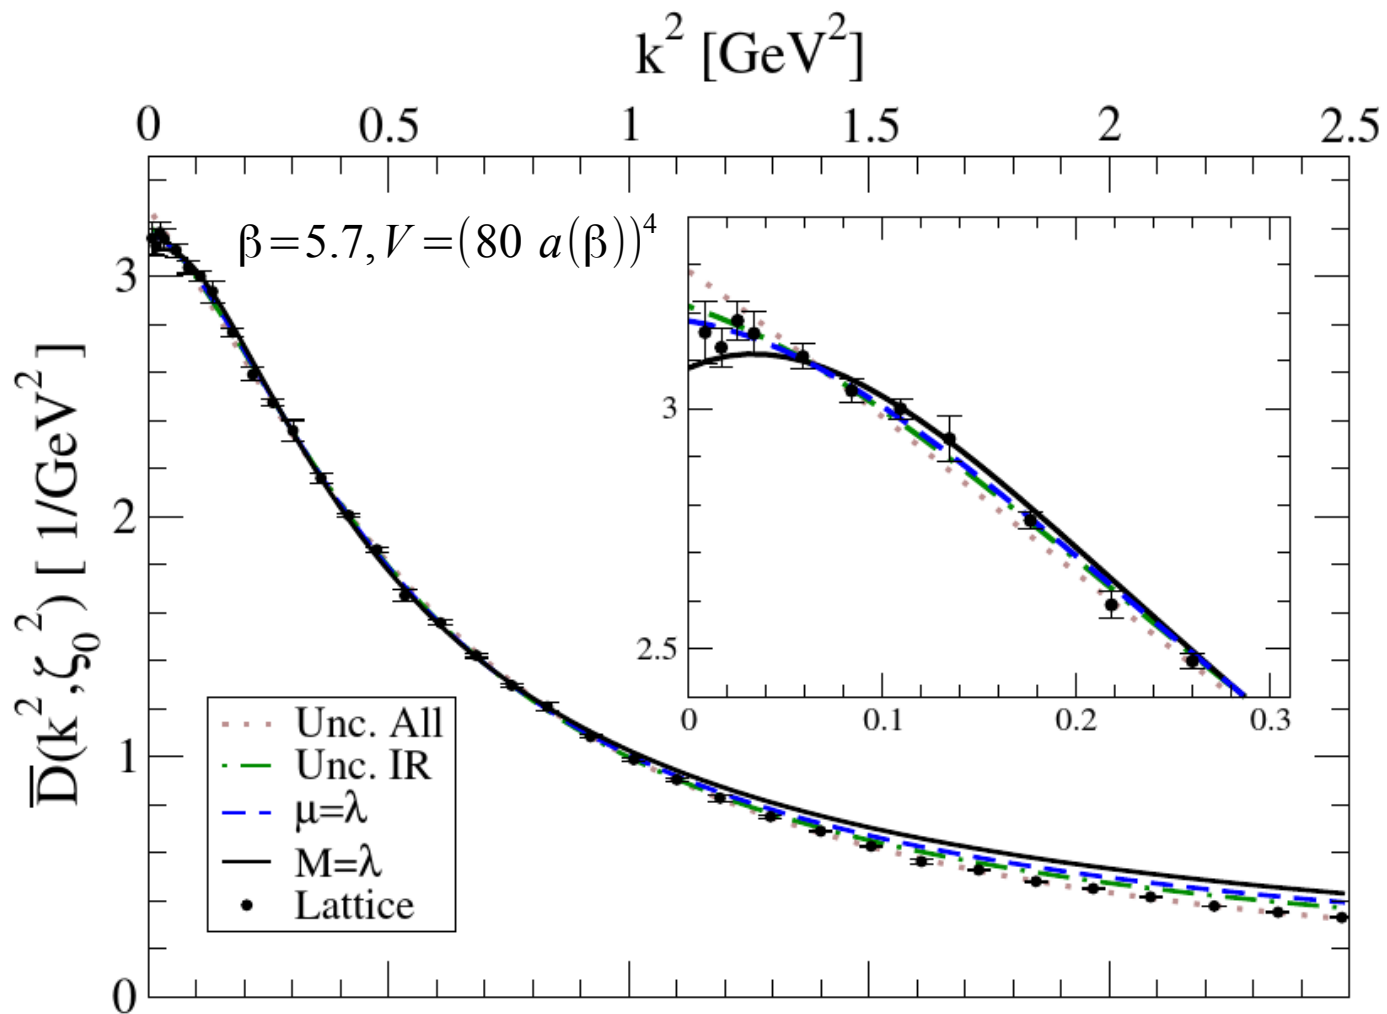 k² [GeV²]
0 0.5 1 1.5 2 2.5
β=5.7, V=(80 a(β))⁴
D̅(k²,ζ₀²) [ 1/GeV² ]
3
2
1
0
3
2.5
0 0.1 0.2 0.3
Unc. All
Unc. IR
μ=λ
M=λ
Lattice